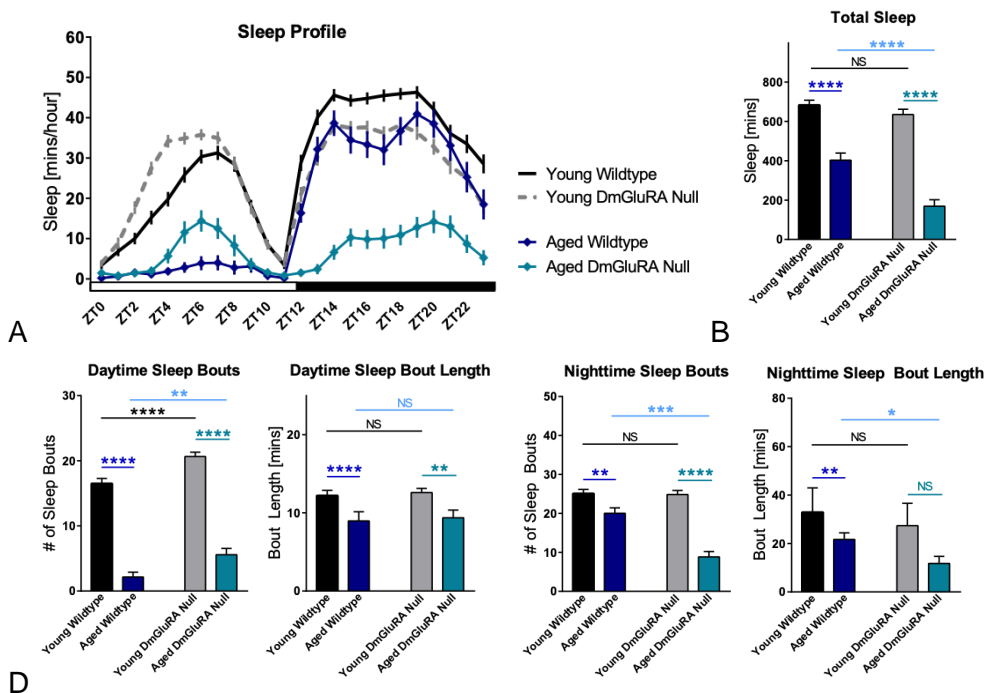 Sleep Profile
Sleep [mins/hour]
60
50
40
30
20
10
0
ZT0
ZT2
ZT4
ZT6
ZT8
ZT10
ZT12
ZT14
ZT16
ZT18
ZT20
ZT22
Young Wildtype
Young DmGluRA Null
Aged Wildtype
Aged DmGluRA Null
A
Total Sleep
Sleep [mins]
800
600
400
200
0
****
NS
****
****
Young Wildtype
Aged Wildtype
Young DmGluRA Null
Aged DmGluRA Null
B
Daytime Sleep Bouts
# of Sleep Bouts
30
20
10
0
**
****
****
****
Young Wildtype
Aged Wildtype
Young DmGluRA Null
Aged DmGluRA Null
Daytime Sleep Bout Length
Bout Length [mins]
20
10
0
NS
NS
****
**
Young Wildtype
Aged Wildtype
Young DmGluRA Null
Aged DmGluRA Null
Nighttime Sleep Bouts
# of Sleep Bouts
50
40
30
20
10
0
***
NS
**
****
Young Wildtype
Aged Wildtype
Young DmGluRA Null
Aged DmGluRA Null
Nighttime Sleep Bout Length
Bout Length [mins]
80
60
40
20
0
*
NS
**
NS
Young Wildtype
Aged Wildtype
Young DmGluRA Null
Aged DmGluRA Null
D